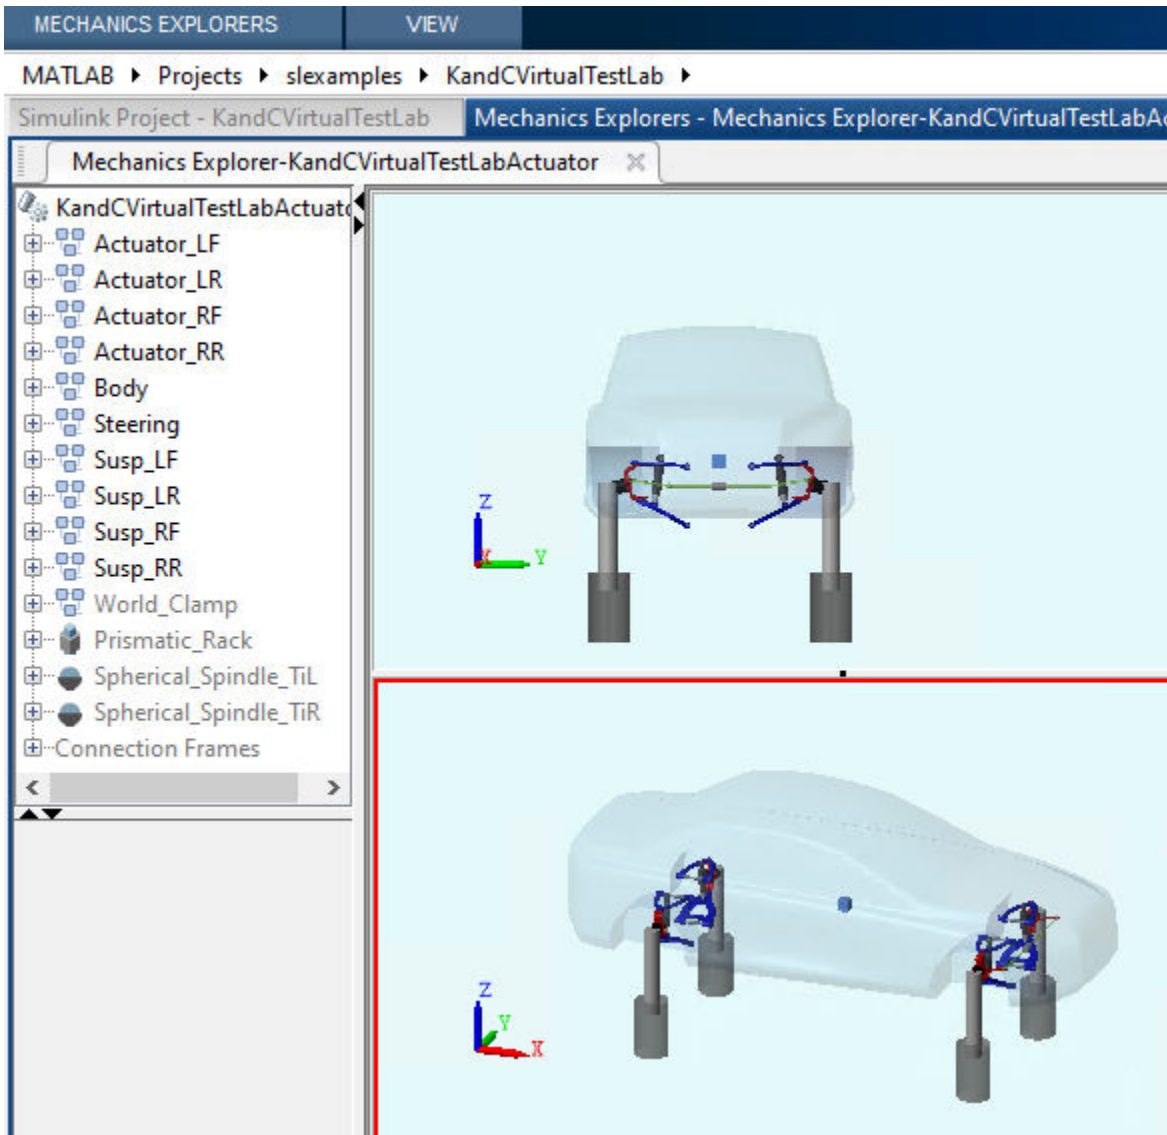 MECHANICS EXPLORERS VIEW
MATLAB Projects slexamples KandCVirtualTestLab
Simulink Project - KandCVirtualTestLab Mechanics Explorers - Mechanics Explorer-KandCVirtualTestLabAc
Mechanics Explorer-KandCVirtualTestLabActuator
KandCVirtualTestLabActuato
Actuator_LF
Actuator_LR
Actuator_RF
Actuator_RR
Body
Steering
Susp_LF
Susp_LR
Susp_RF
Susp_RR
World_Clamp
Prismatic_Rack
Spherical_Spindle_TiL
Spherical_Spindle_TiR
Connection Frames
Z
X Y
Z
Y
X